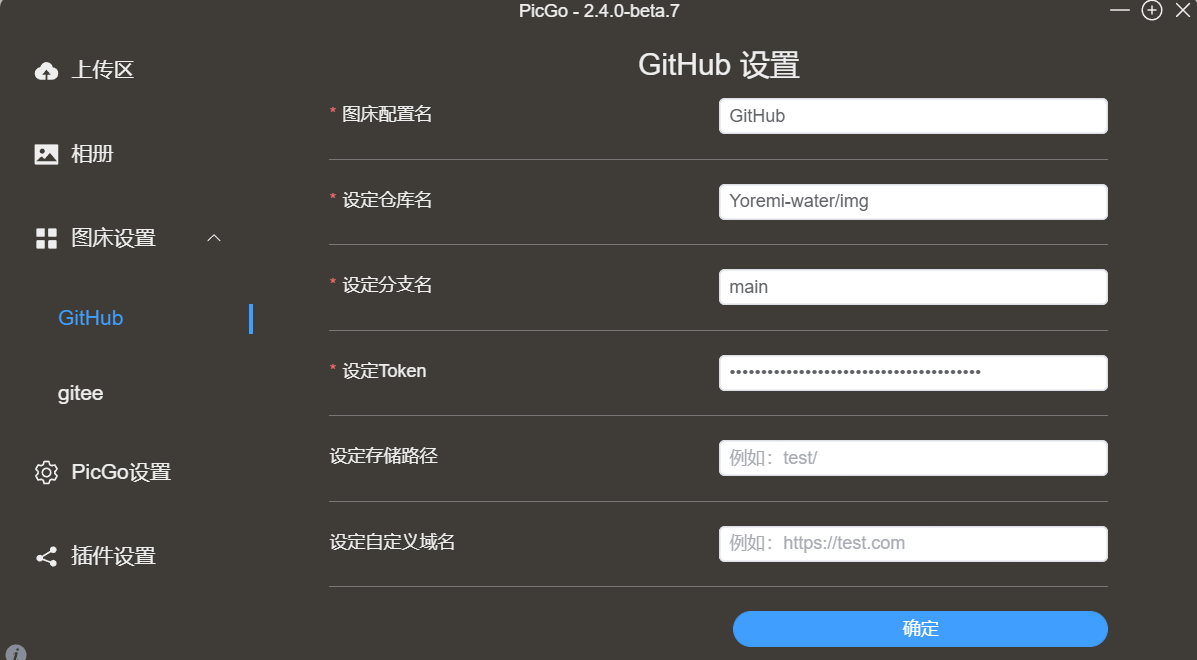 PicGo - 2.4.0-beta.7
上传区
相册
图床设置
GitHub
gitee
PicGo设置
插件设置
GitHub 设置
* 图床配置名
GitHub
* 设定仓库名
Yoremi-water/img
* 设定分支名
main
* 设定Token
••••••••••••••••••••••••••••••••••••••••
设定存储路径
例如：test/
设定自定义域名
例如：https://test.com
确定